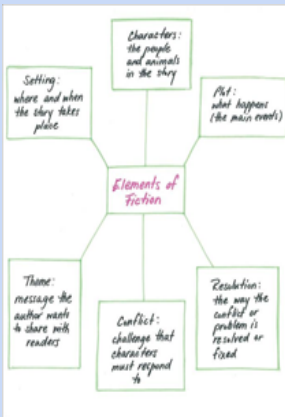 Characters:
the people
and animals
in the story
Setting:
where and when
the story takes
place
Plot:
what happens
(the main events)
Elements of
Fiction
Theme:
message the
author wants
to share with
readers
Conflict:
challenge that
characters
must respond
to
Resolution:
the way the
conflict or
problem is
resolved or
fixed